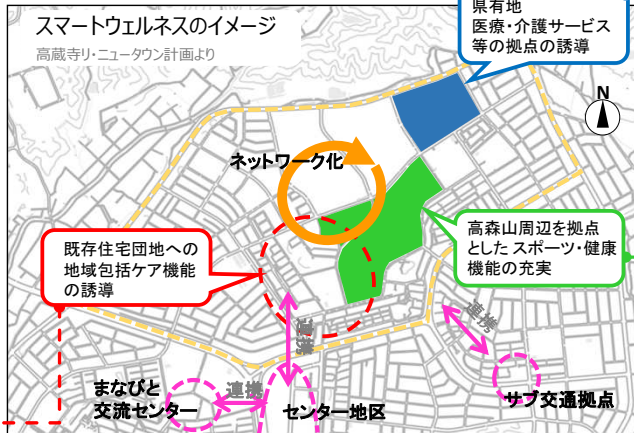 スマートウェルネスのイメージ
高蔵寺リ・ニュータウン計画より
県有地
医療・介護サービス
等の拠点の誘導
N
ネットワーク化
既存住宅団地への
地域包括ケア機能
の誘導
高森山周辺を拠点
とした スポーツ・健康
機能の充実
連携
連携
まなびと
交流センター
連携
センター地区
サブ交通拠点